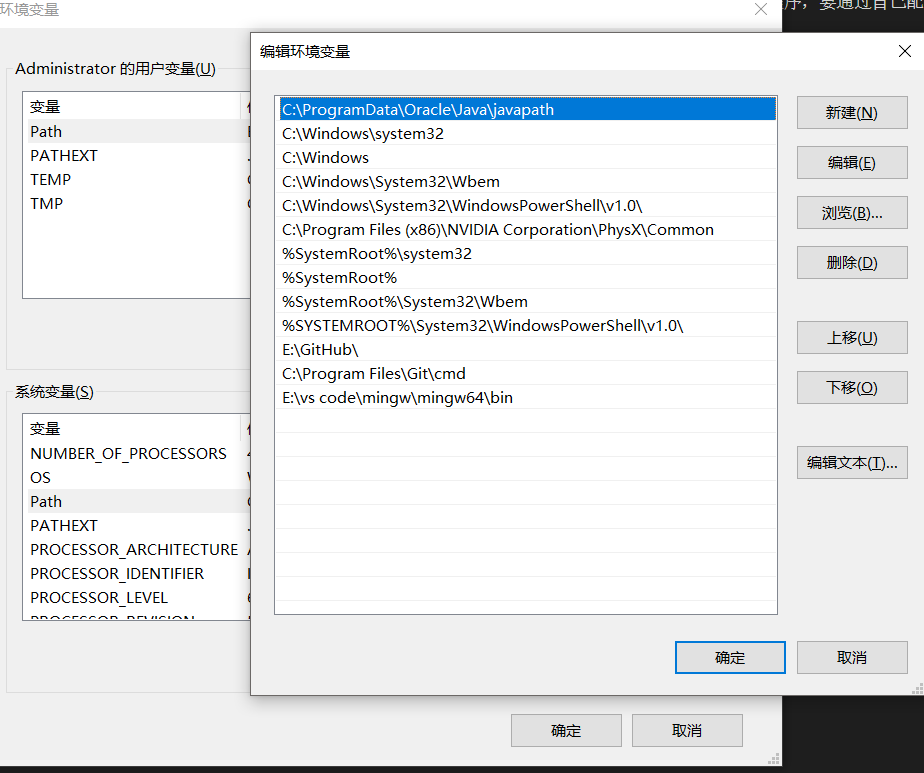 环境变量
序，要通过自己配
编辑环境变量
Administrator 的用户变量(U)
变量
Path
PATHEXT
TEMP
TMP
C:\ProgramData\Oracle\Java\javapath
C:\Windows\system32
C:\Windows
C:\Windows\System32\Wbem
C:\Windows\System32\WindowsPowerShell\v1.0\
C:\Program Files (x86)\NVIDIA Corporation\PhysX\Common
%SystemRoot%\system32
%SystemRoot%
%SystemRoot%\System32\Wbem
%SYSTEMROOT%\System32\WindowsPowerShell\v1.0\
E:\GitHub\
C:\Program Files\Git\cmd
E:\vs code\mingw\mingw64\bin
新建(N)
编辑(E)
浏览(B)...
删除(D)
上移(U)
下移(O)
编辑文本(T)...
系统变量(S)
变量
NUMBER_OF_PROCESSORS
OS
Path
PATHEXT
PROCESSOR_ARCHITECTURE
PROCESSOR_IDENTIFIER
PROCESSOR_LEVEL
PROCESSOR_REVISION
确定
取消
确定
取消